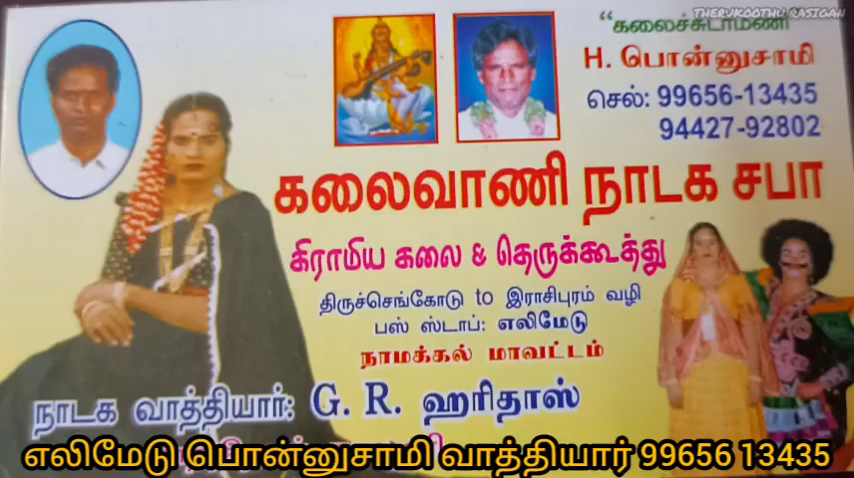 THERUKOOTHU RASIGAN
“கலைச்சுடாமணி”
H. பொன்னுசாமி
செல்: 99656-13435
94427-92802
கலைவாணி நாடக சபா
கிராமிய கலை & தெருக்கூத்து
திருச்செங்கோடு to இராசிபுரம் வழி
பஸ் ஸ்டாப்: எலிமேடு
நாமக்கல் மாவட்டம்
நாடக வாத்தியார்: G. R. ஹரிதாஸ்
எலிமேடு பொன்னுசாமி வாத்தியார் 99656 13435